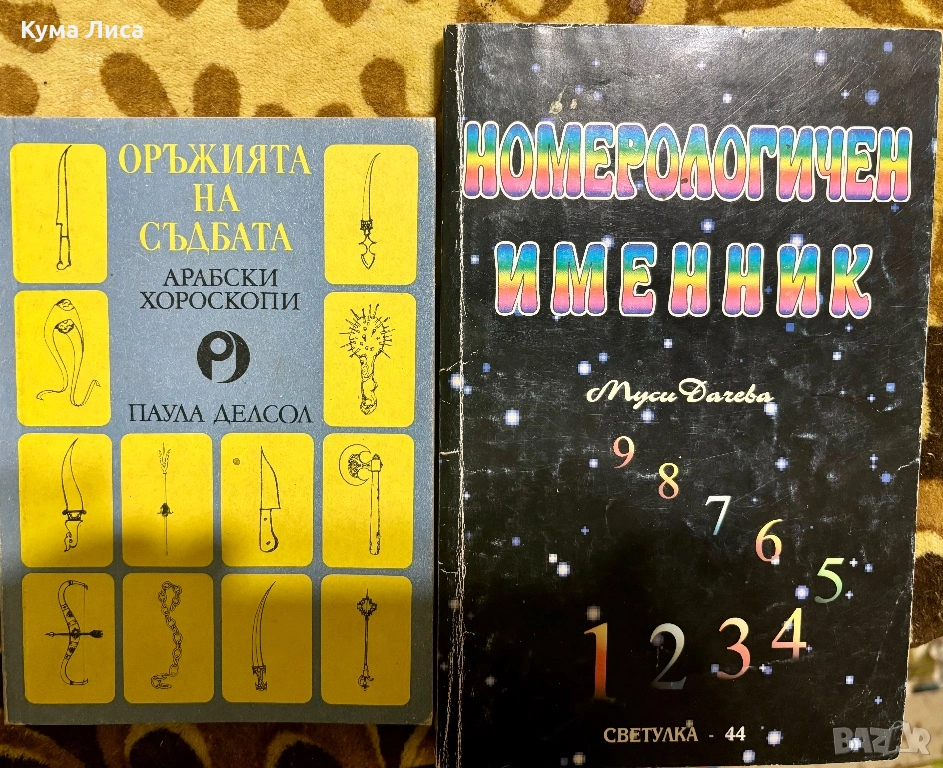 Кума Лиса
ОРЪЖИЯТА
НА
СЪДБАТА
АРАБСКИ
ХОРОСКОПИ
ПАУЛА ДЕЛСОЛ
НОМЕРОЛОГИЧЕН
ИМЕННИК
Муси Дачева
9
8
7
6
5
1 2 3 4
СВЕТУЛКА - 44
BAZAR